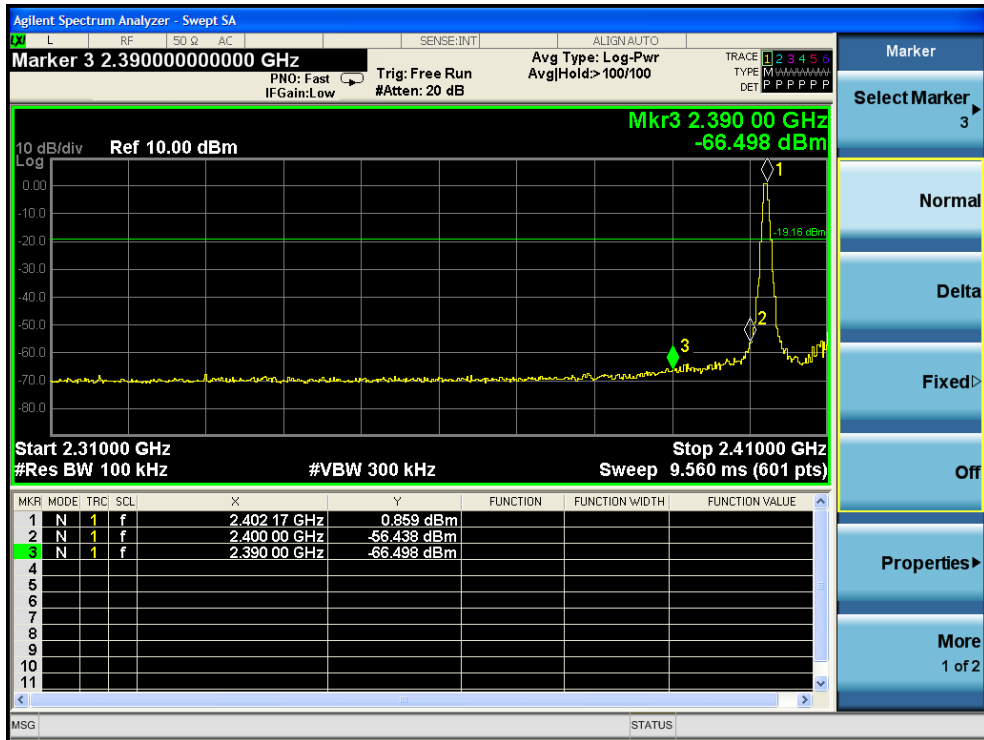 Agilent Spectrum Analyzer - Swept SA
LXI L RF 50 Ω AC SENSE:INT ALIGN AUTO
Marker 3 2.390000000000 GHz
PNO: Fast
IFGain:Low
Trig: Free Run
#Atten: 20 dB
Avg Type: Log-Pwr
Avg|Hold:>100/100
TRACE 1 2 3 4 5 6
TYPE M
DET P P P P P P
Mkr3 2.390 00 GHz
-66.498 dBm
10 dB/div Ref 10.00 dBm
Log
0.00
-10.0
-20.0
-30.0
-40.0
-50.0
-60.0
-70.0
-80.0
1
-19.16 dBm
2
3
Start 2.31000 GHz Stop 2.41000 GHz
#Res BW 100 kHz #VBW 300 kHz Sweep 9.560 ms (601 pts)
MKR MODE TRC SCL X Y FUNCTION FUNCTION WIDTH FUNCTION VALUE
1 N 1 f 2.402 17 GHz 0.859 dBm
2 N 1 f 2.400 00 GHz -56.438 dBm
3 N 1 f 2.390 00 GHz -66.498 dBm
4
5
6
7
8
9
10
11
MSG STATUS
Marker
Select Marker
3
Normal
Delta
Fixed
Off
Properties
More
1 of 2